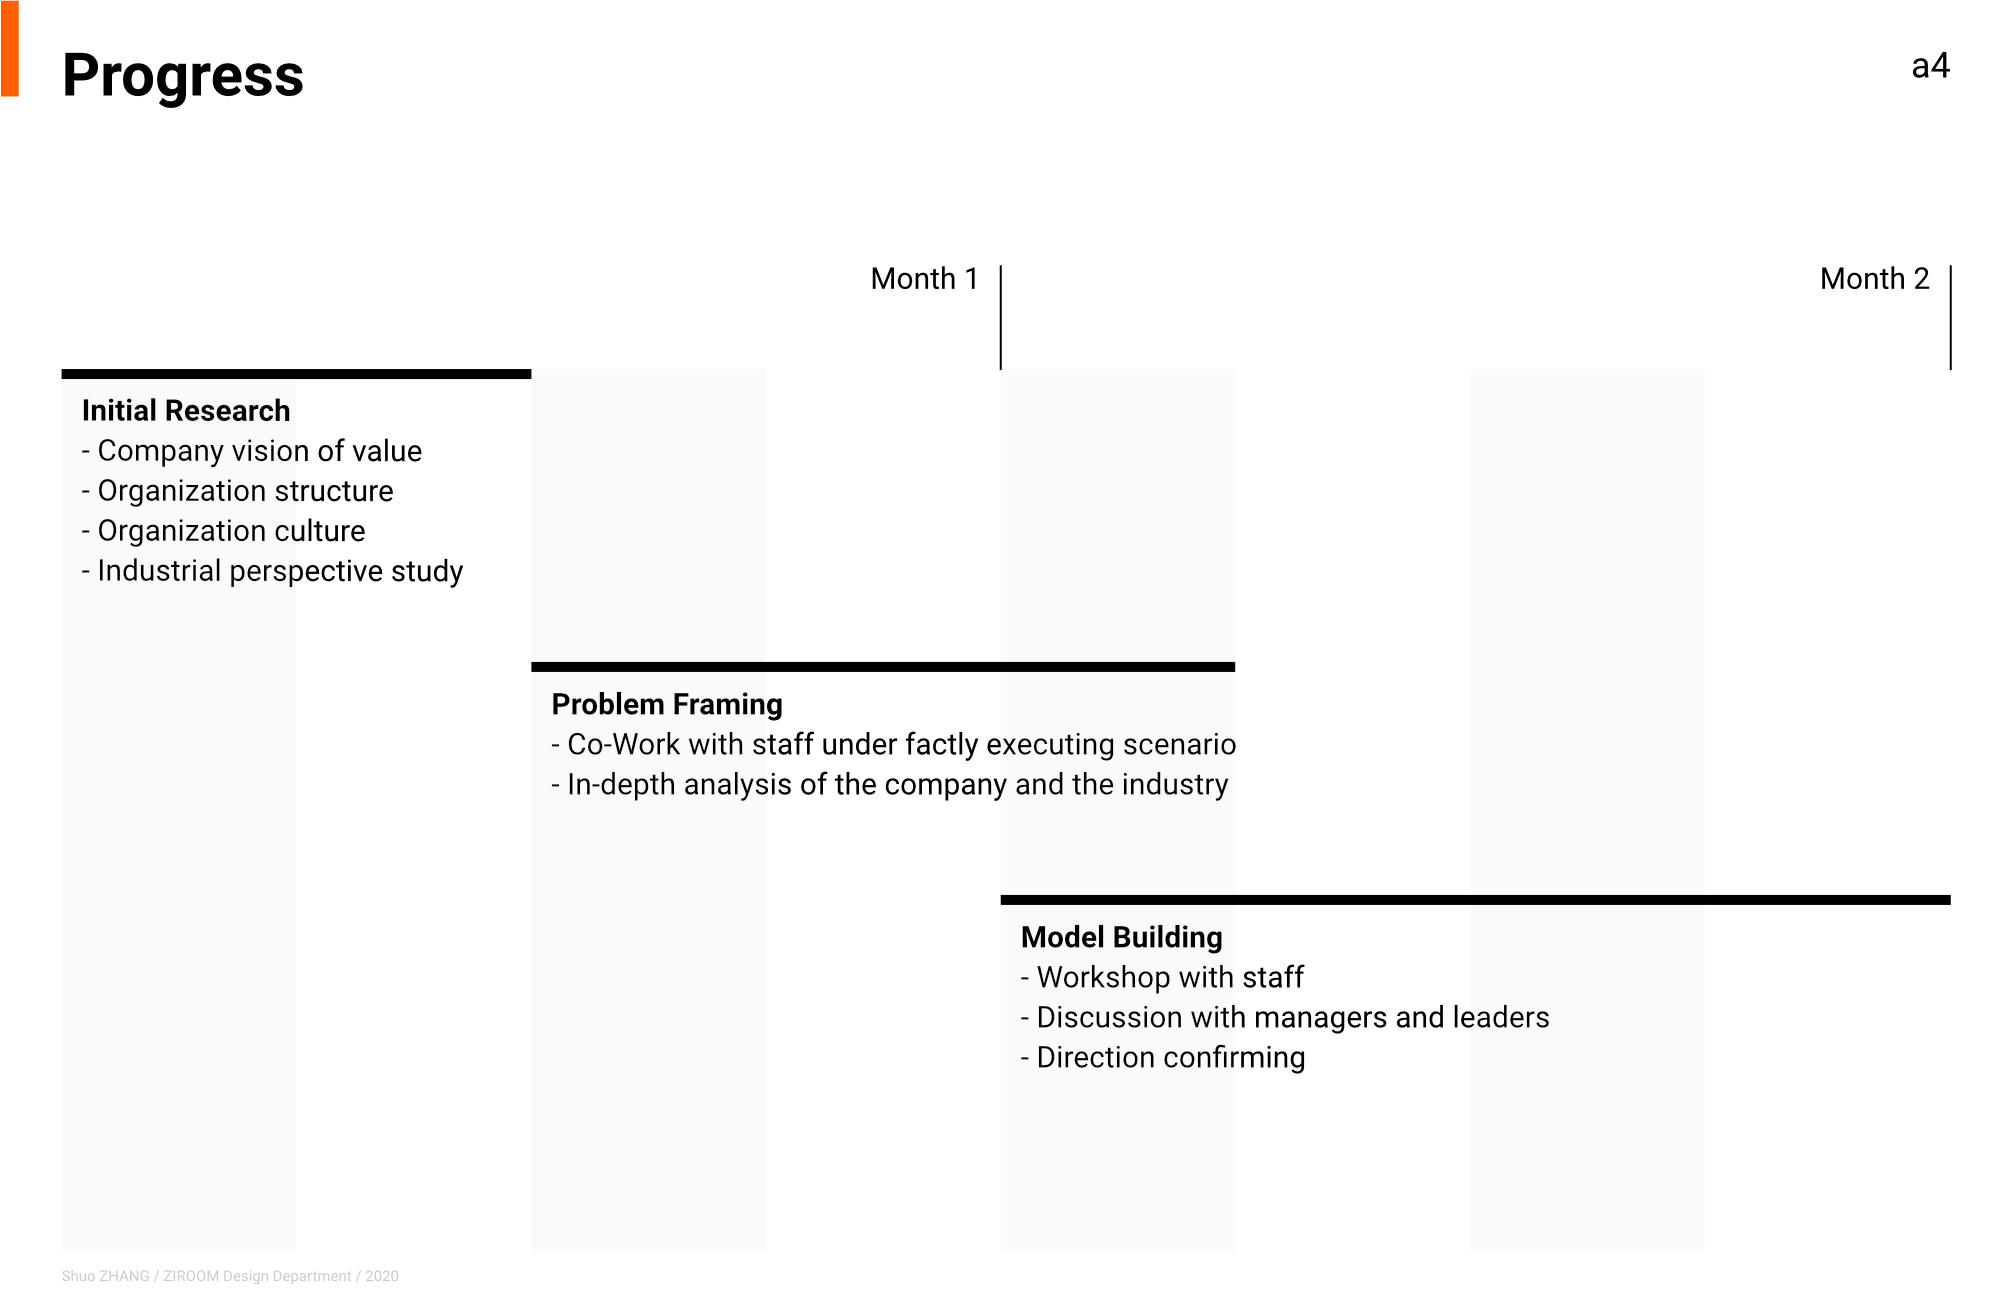 Progress
a4
Month 1
Month 2
Initial Research
- Company vision of value
- Organization structure
- Organization culture
- Industrial perspective study
Problem Framing
- Co-Work with staff under factly executing scenario
- In-depth analysis of the company and the industry
Model Building
- Workshop with staff
- Discussion with managers and leaders
- Direction confirming
Shuo ZHANG / ZIROOM Design Department / 2020